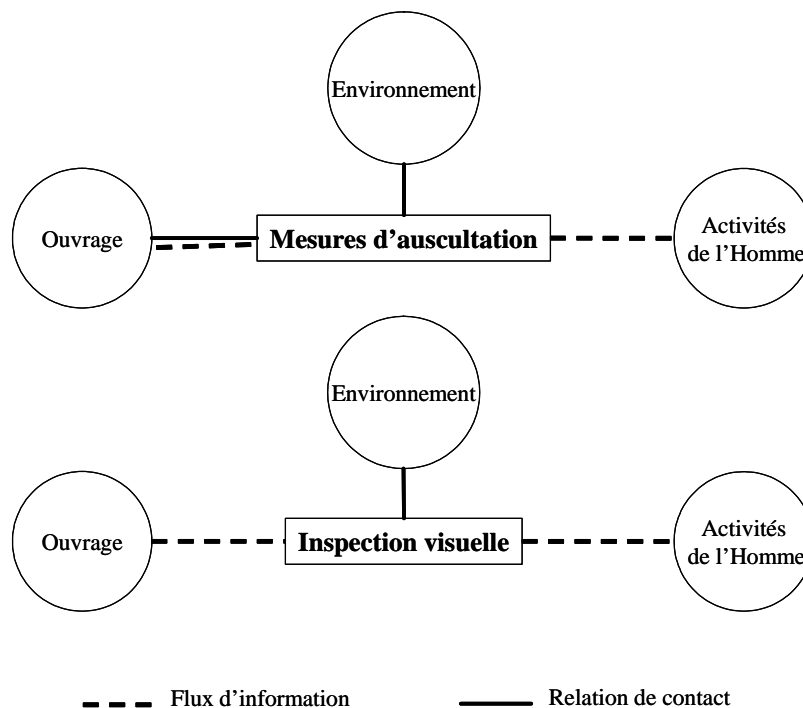 Environnement
Ouvrage
Mesures d'auscultation
Activités
de l'Homme
Environnement
Ouvrage
Inspection visuelle
Activités
de l'Homme
Flux d'information
Relation de contact